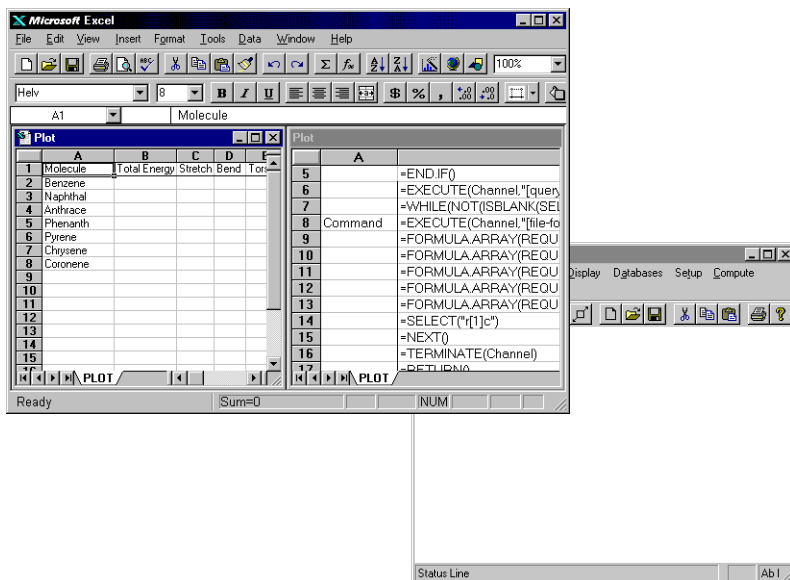 Microsoft Excel
File Edit View Insert Format Tools Data Window Help
100%
Helv 8 B I U $ % ,
A1 Molecule
Plot
A B C D E
1 Molecule Total Energy Stretch Bend Tors
2 Benzene
3 Naphthal
4 Anthrace
5 Phenanth
6 Pyrene
7 Chrysene
8 Coronene
9
10
11
12
13
14
15
16
PLOT
Plot
A
5 =END.IF()
6 =EXECUTE(Channel,"[query
7 =WHILE(NOT(ISBLANK(SEL
8 Command =EXECUTE(Channel,"[file-fo
9 =FORMULA.ARRAY(REQU
10 =FORMULA.ARRAY(REQU
11 =FORMULA.ARRAY(REQU
12 =FORMULA.ARRAY(REQU
13 =FORMULA.ARRAY(REQU
14 =SELECT("r[1]c")
15 =NEXT()
16 =TERMINATE(Channel)
17 =RETURN()
PLOT
Ready Sum=0 NUM
Display Databases Setup Compute
Status Line Ab I